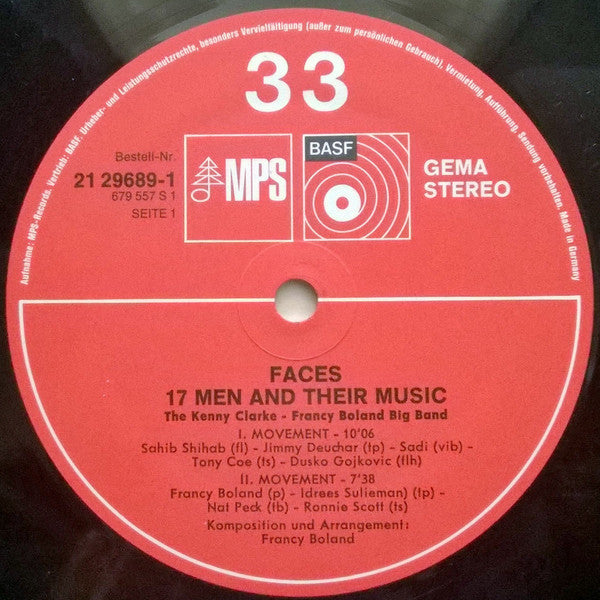 33
Aufnahme: MPS-Records. Vertrieb: BASF. Urheber- und Leistungsschutzrechte, besonders Vervielfältigung (außer zum persönlichen Gebrauch), Vermietung, Aufführung, Sendung vorbehalten. Made in Germany
Bestell-Nr.
21 29689-1
679 557 S 1
SEITE 1
MPS
BASF
GEMA
STEREO
FACES
17 MEN AND THEIR MUSIC
The Kenny Clarke - Francy Boland Big Band
I. MOVEMENT - 10'06
Sahib Shihab (fl) - Jimmy Deuchar (tp) - Sadi (vib) -
Tony Coe (ts) - Dusko Gojkovic (flh)
II. MOVEMENT - 7'38
Francy Boland (p) - Idrees Sulieman) (tp) -
Nat Peck (tb) - Ronnie Scott (ts)
Komposition und Arrangement:
Francy Boland